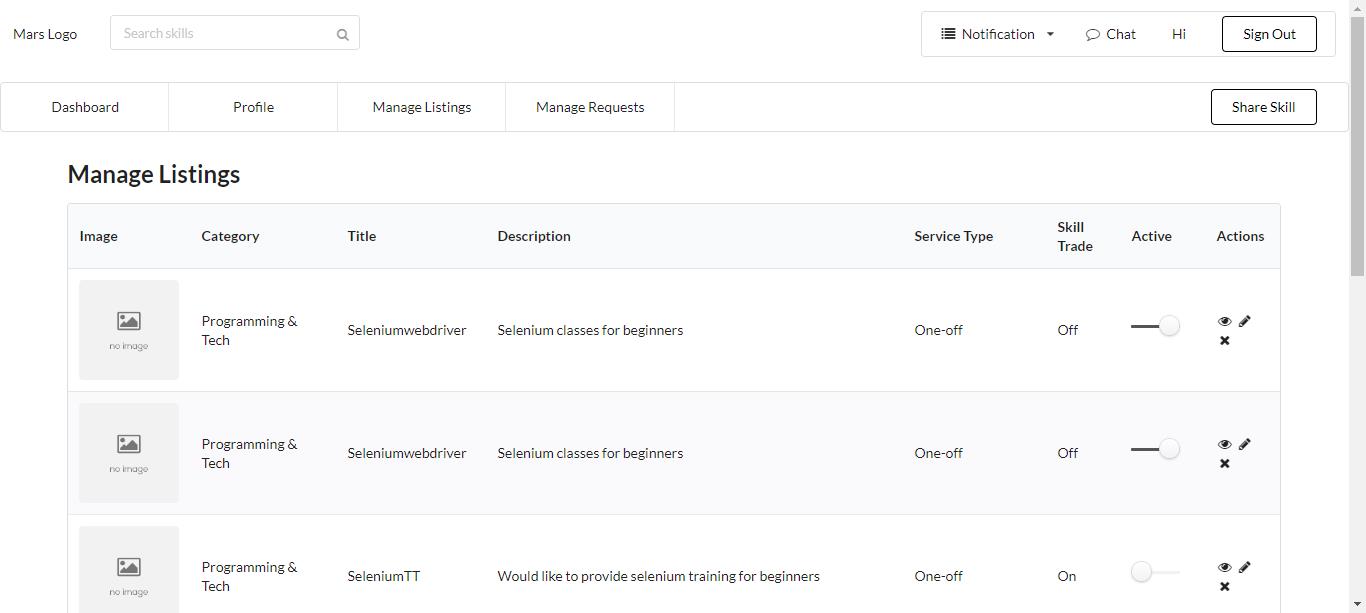 Mars Logo
Search skills
Notification
Chat
Hi
Sign Out
Dashboard
Profile
Manage Listings
Manage Requests
Share Skill
Manage Listings
Image
Category
Title
Description
Service Type
Skill
Trade
Active
Actions
no image
Programming &
Tech
Seleniumwebdriver
Selenium classes for beginners
One-off
Off
no image
Programming &
Tech
Seleniumwebdriver
Selenium classes for beginners
One-off
Off
no image
Programming &
Tech
SeleniumTT
Would like to provide selenium training for beginners
One-off
On